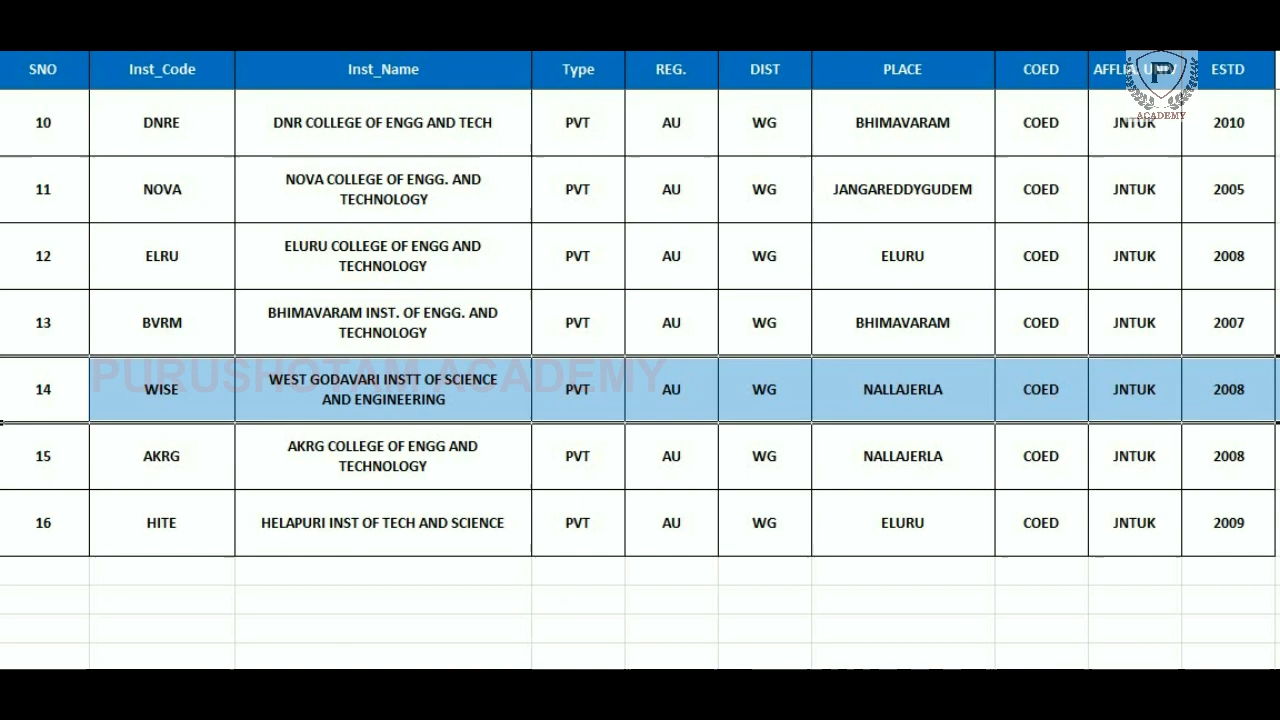 SNO Inst_Code Inst_Name Type REG. DIST PLACE COED ESTD
P
ACADEMY
10 DNRE DNR COLLEGE OF ENGG AND TECH PVT AU WG BHIMAVARAM COED JNTUK 2010
11 NOVA NOVA COLLEGE OF ENGG. AND TECHNOLOGY PVT AU WG JANGAREDDYGUDEM COED JNTUK 2005
12 ELRU ELURU COLLEGE OF ENGG AND TECHNOLOGY PVT AU WG ELURU COED JNTUK 2008
13 BVRM BHIMAVARAM INST. OF ENGG. AND TECHNOLOGY PVT AU WG BHIMAVARAM COED JNTUK 2007
PURUSHOTAM ACADEMY
14 WISE WEST GODAVARI INSTT OF SCIENCE AND ENGINEERING PVT AU WG NALLAJERLA COED JNTUK 2008
15 AKRG AKRG COLLEGE OF ENGG AND TECHNOLOGY PVT AU WG NALLAJERLA COED JNTUK 2008
16 HITE HELAPURI INST OF TECH AND SCIENCE PVT AU WG ELURU COED JNTUK 2009